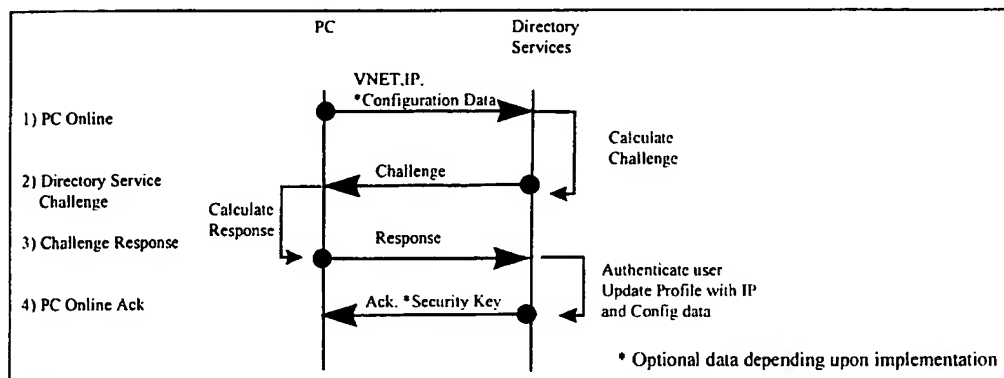 PC
Directory
Services
VNET,IP,
*Configuration Data
1) PC Online
Calculate
Challenge
Challenge
2) Directory Service
Challenge
Calculate
Response
3) Challenge Response
Response
Authenticate user
Update Profile with IP
and Config data
4) PC Online Ack
Ack. *Security Key
* Optional data depending upon implementation